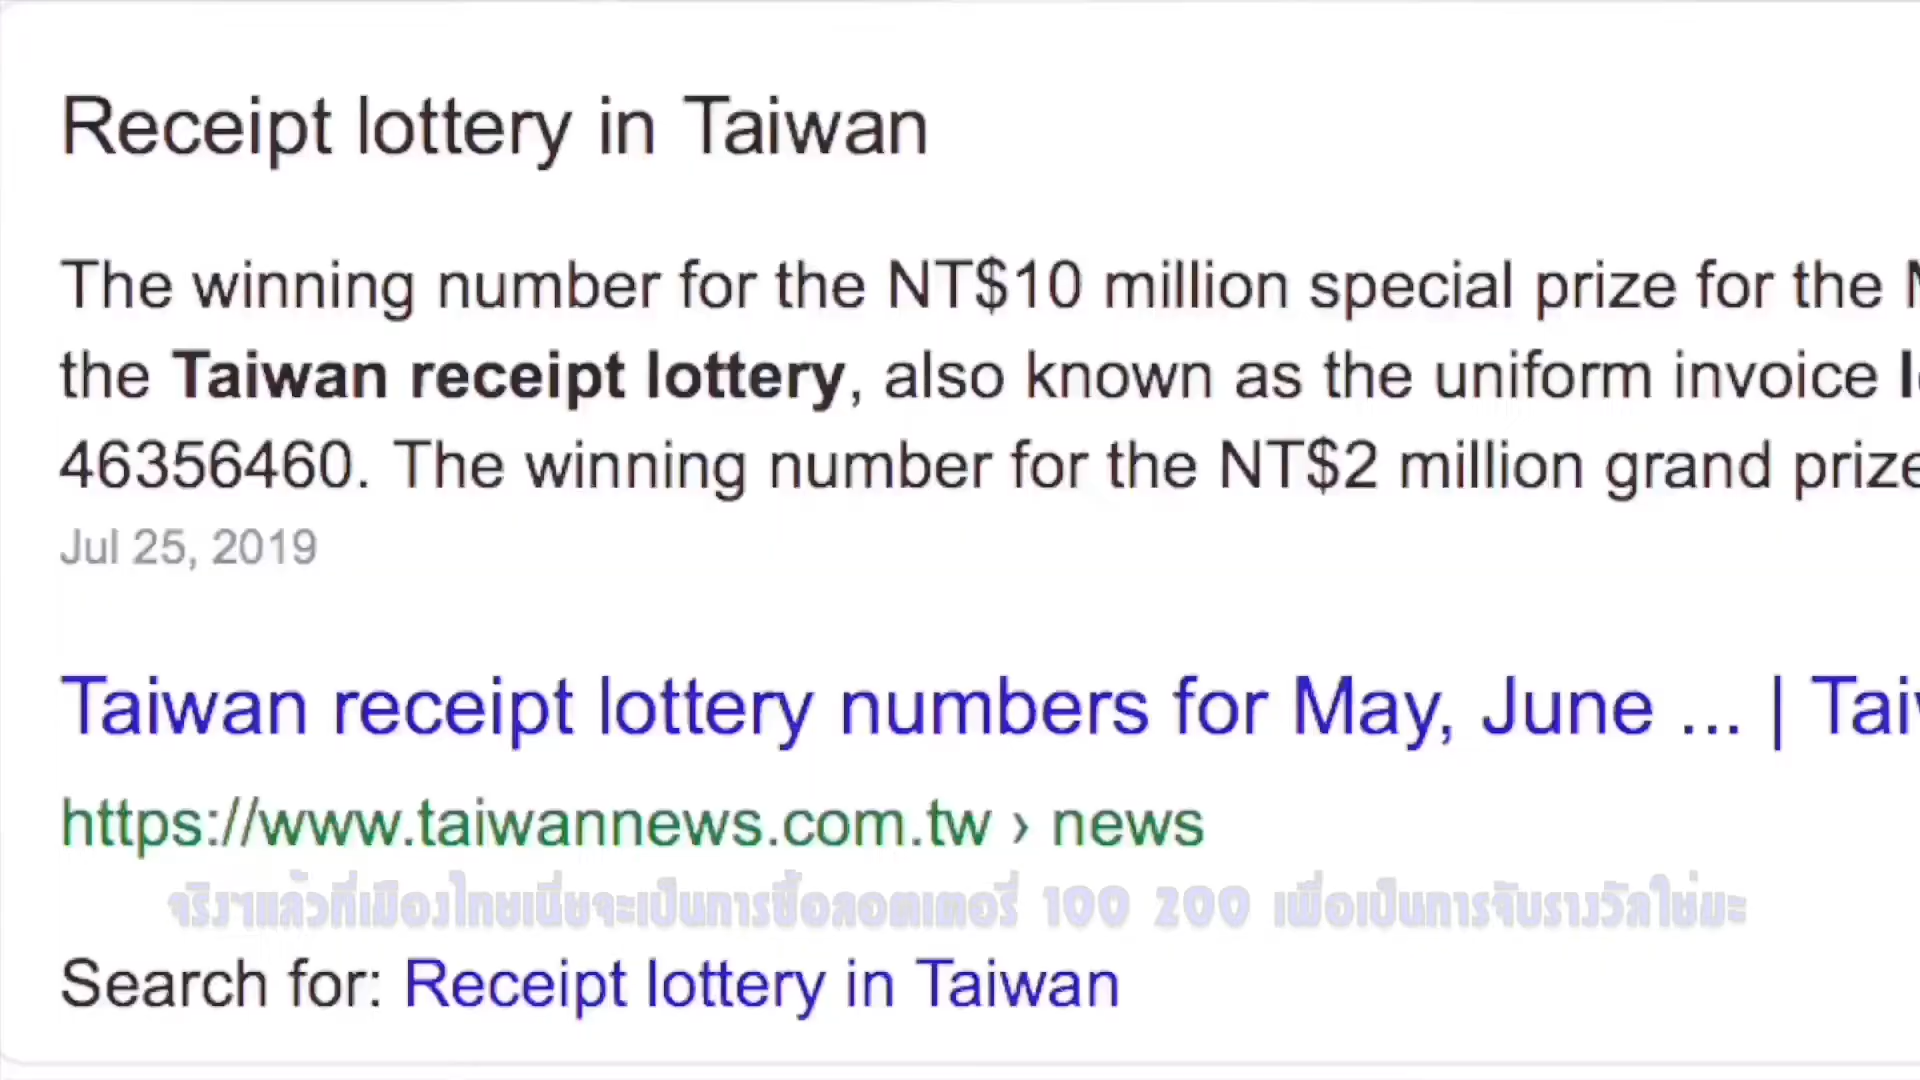 Receipt lottery in Taiwan
The winning number for the NT$10 million special prize for the
the Taiwan receipt lottery, also known as the uniform invoice
46356460. The winning number for the NT$2 million grand prize
Jul 25, 2019
Taiwan receipt lottery numbers for May, June ... | Tai
https://www.taiwannews.com.tw › news
จริงๆแล้วที่เมืองไทยเนี่ยจะเป็นการซื้อลอตเตอรี่ 100 200 เพื่อเป็นการจับรางวัลใช่มะ
Search for: Receipt lottery in Taiwan